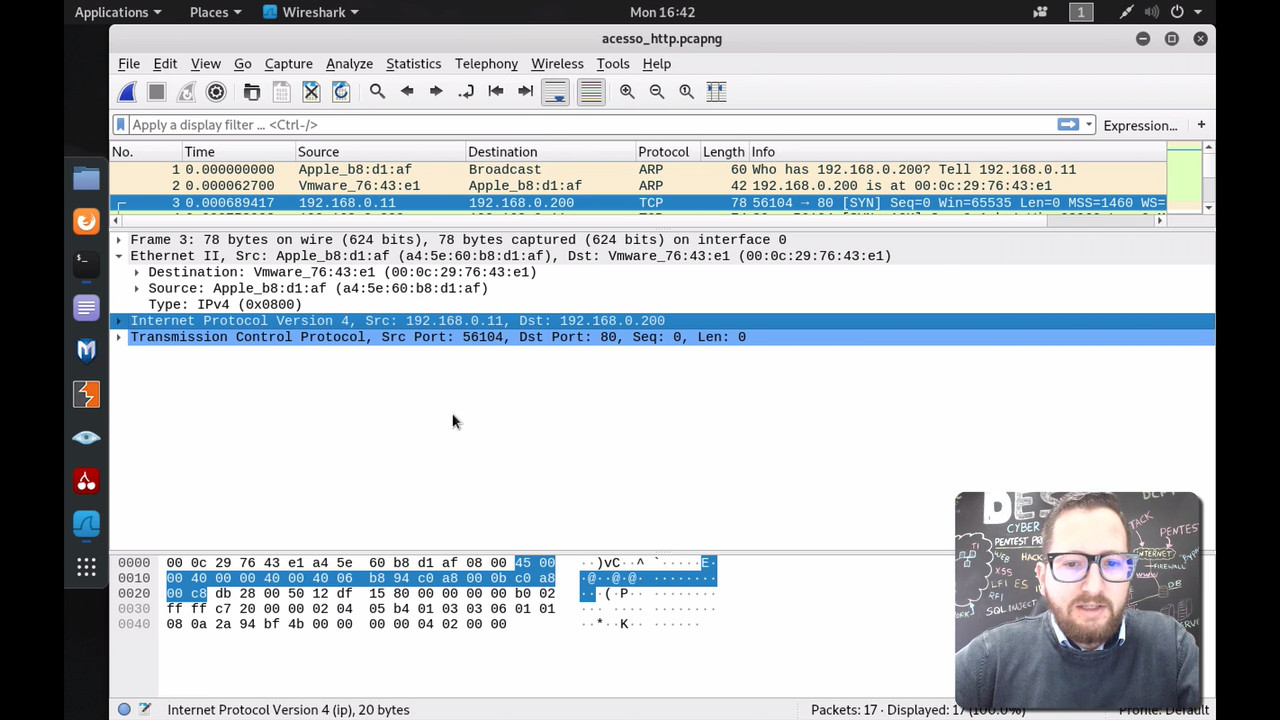 Applications Places Wireshark Mon 16:42 1
acesso_http.pcapng
File Edit View Go Capture Analyze Statistics Telephony Wireless Tools Help
Apply a display filter ... <Ctrl-/> Expression... +
No. Time Source Destination Protocol Length Info
1 0.000000000 Apple_b8:d1:af Broadcast ARP 60 Who has 192.168.0.200? Tell 192.168.0.11
2 0.000062700 Vmware_76:43:e1 Apple_b8:d1:af ARP 42 192.168.0.200 is at 00:0c:29:76:43:e1
3 0.000689417 192.168.0.11 192.168.0.200 TCP 78 56104 → 80 [SYN] Seq=0 Win=65535 Len=0 MSS=1460 WS=
Frame 3: 78 bytes on wire (624 bits), 78 bytes captured (624 bits) on interface 0
Ethernet II, Src: Apple_b8:d1:af (a4:5e:60:b8:d1:af), Dst: Vmware_76:43:e1 (00:0c:29:76:43:e1)
Destination: Vmware_76:43:e1 (00:0c:29:76:43:e1)
Source: Apple_b8:d1:af (a4:5e:60:b8:d1:af)
Type: IPv4 (0x0800)
Internet Protocol Version 4, Src: 192.168.0.11, Dst: 192.168.0.200
Transmission Control Protocol, Src Port: 56104, Dst Port: 80, Seq: 0, Len: 0
0000 00 0c 29 76 43 e1 a4 5e 60 b8 d1 af 08 00 45 00 ··)vC··^ `·····E·
0010 00 40 00 00 40 00 40 06 b8 94 c0 a8 00 0b c0 a8 ·@··@·@· ········
0020 00 c8 db 28 00 50 12 df 15 80 00 00 00 00 b0 02 ···(·P·· ········
0030 ff ff c7 20 00 00 02 04 05 b4 01 03 03 06 01 01 ··· ···· ········
0040 08 0a 2a 94 bf 4b 00 00 00 00 04 02 00 00 ··*··K·· ······
DES
CYBER
PENTEST
HACK
XSS
LFI
RFI
SQL INJECT
TACK
PENTES
INTERNET
FIREWALL
www
DB
Internet Protocol Version 4 (ip), 20 bytes Packets: 17 · Displayed: 17 (100.0%) Profile: Default